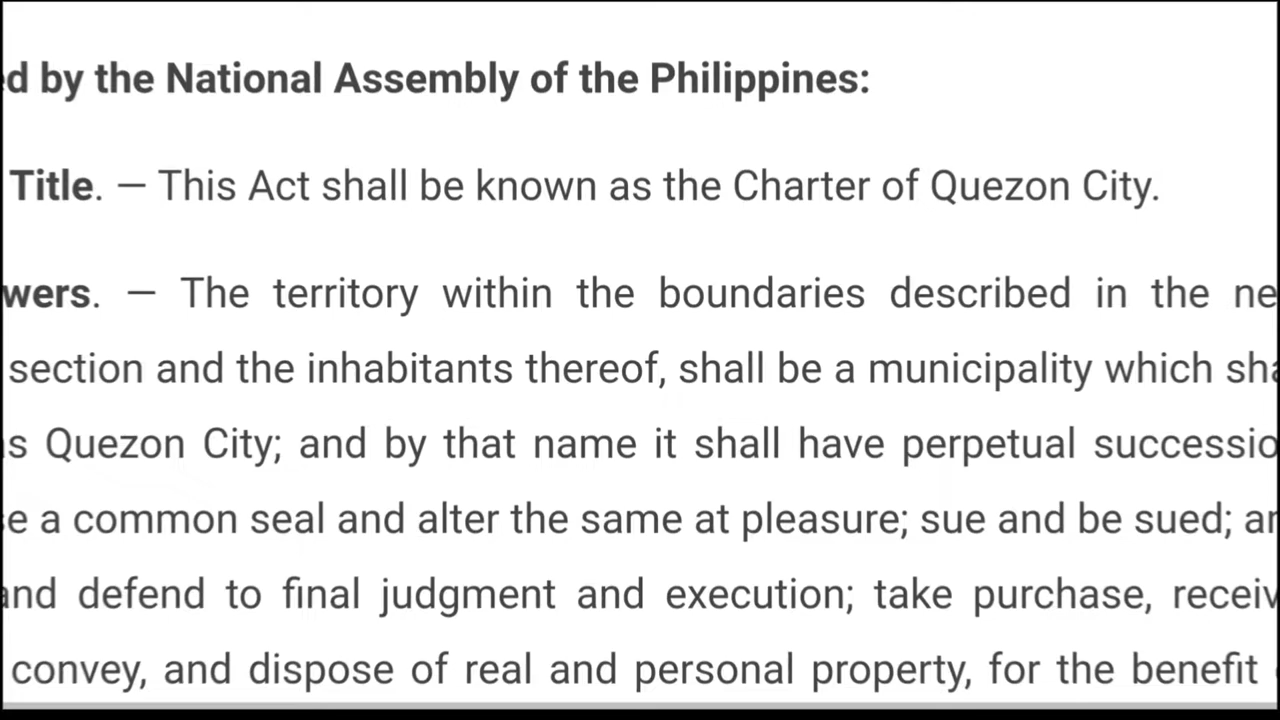 d by the National Assembly of the Philippines:
Title. — This Act shall be known as the Charter of Quezon City.
wers. — The territory within the boundaries described in the ne
section and the inhabitants thereof, shall be a municipality which sha
s Quezon City; and by that name it shall have perpetual successio
e a common seal and alter the same at pleasure; sue and be sued; an
and defend to final judgment and execution; take purchase, receiv
convey, and dispose of real and personal property, for the benefit